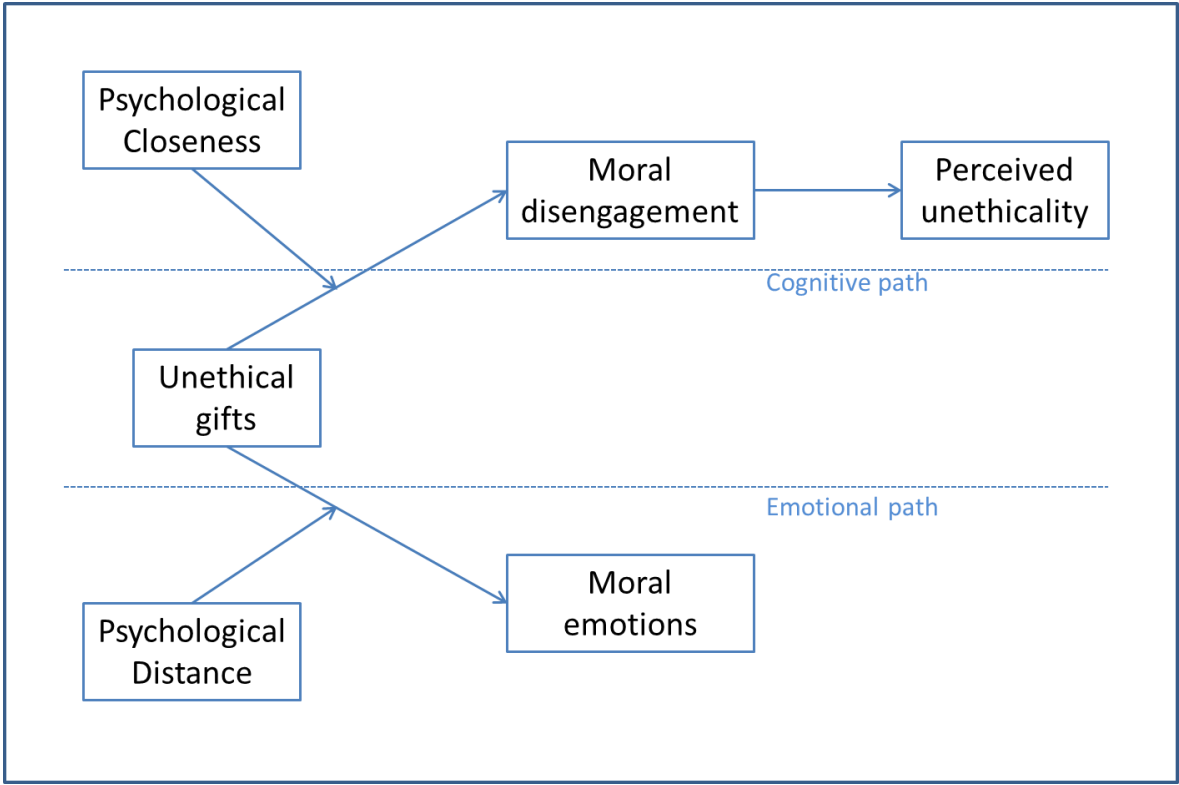 Psychological
Closeness
Moral
disengagement
Perceived
unethicality
Cognitive path
Unethical
gifts
Emotional path
Moral
emotions
Psychological
Distance